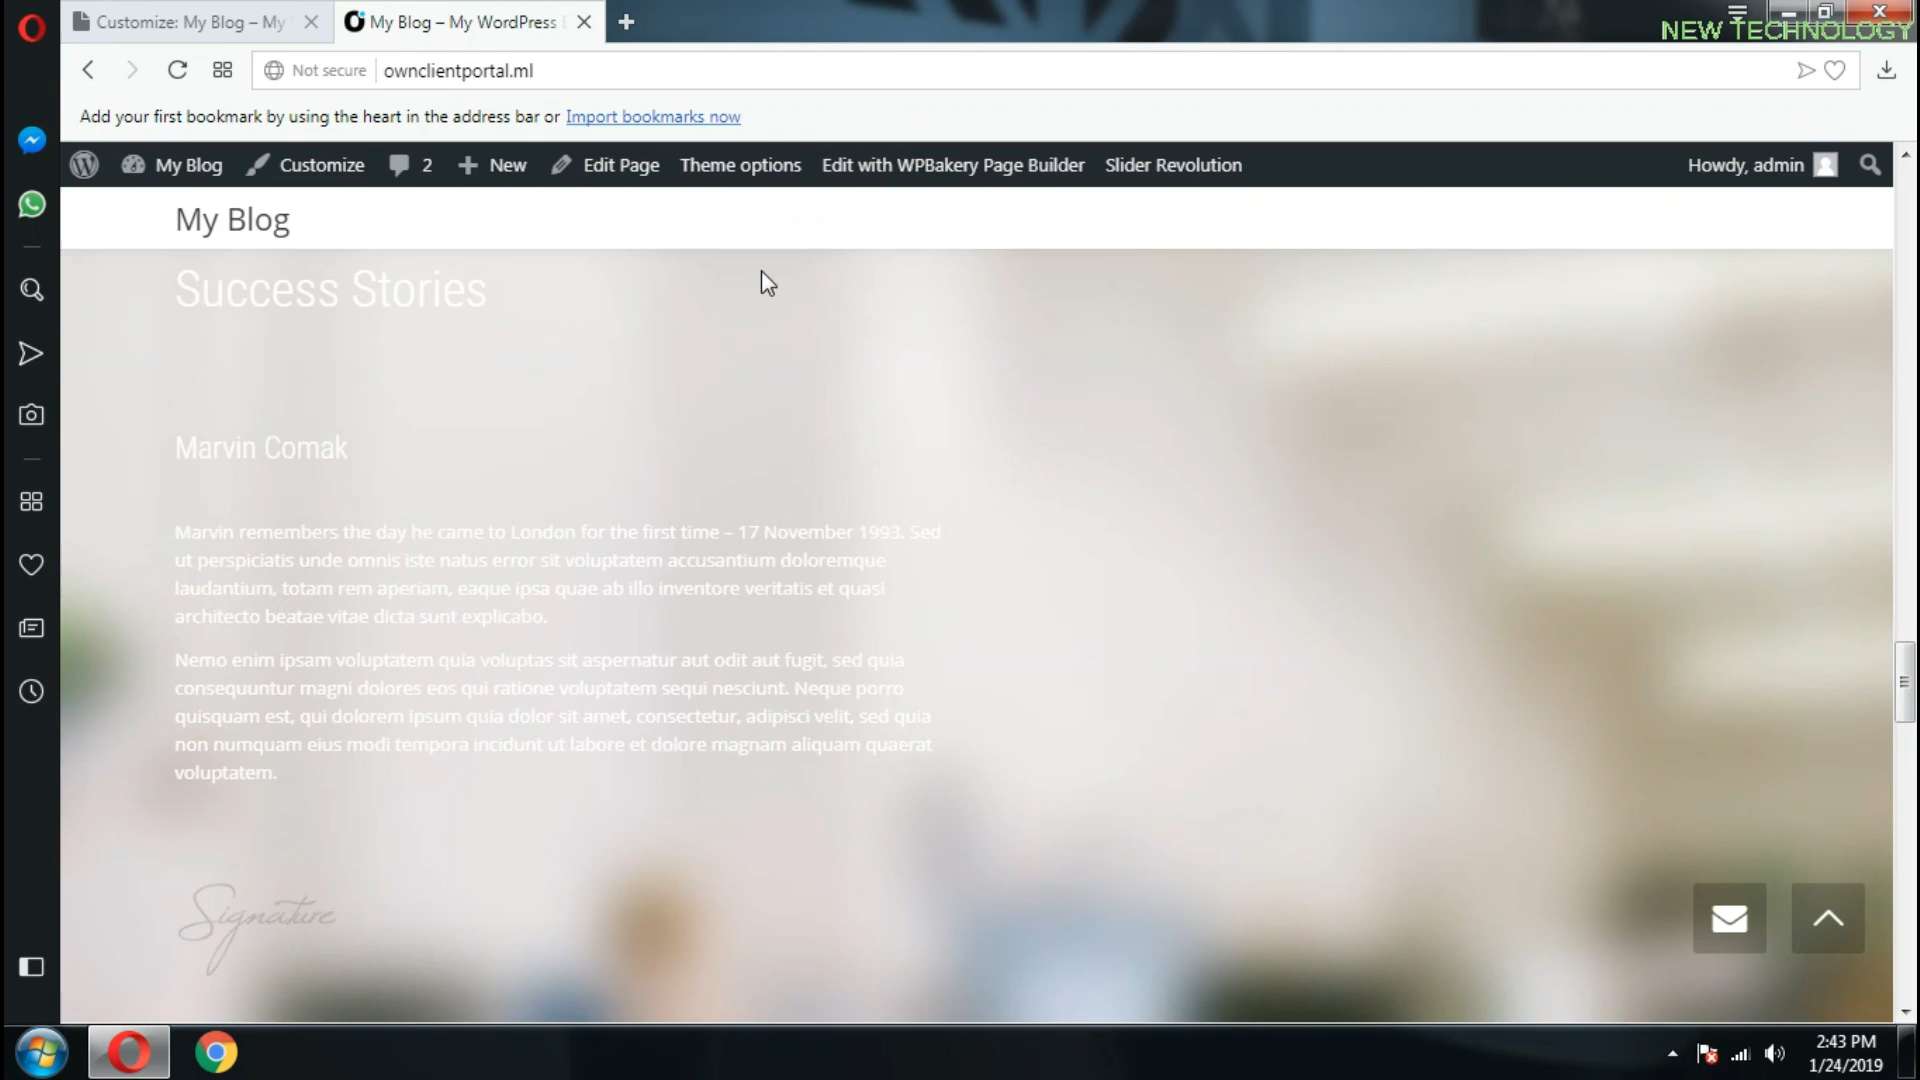 Customize: My Blog – My
My Blog – My WordPress
NEW TECHNOLOGY
Not secure
ownclientportal.ml
Add your first bookmark by using the heart in the address bar or Import bookmarks now
My Blog
Customize
2
New
Edit Page
Theme options
Edit with WPBakery Page Builder
Slider Revolution
Howdy, admin
My Blog
Success Stories
Marvin Comak
Marvin remembers the day he came to London for the first time – 17 November 1993. Sed
ut perspiciatis unde omnis iste natus error sit voluptatem accusantium doloremque
laudantium, totam rem aperiam, eaque ipsa quae ab illo inventore veritatis et quasi
architecto beatae vitae dicta sunt explicabo.
Nemo enim ipsam voluptatem quia voluptas sit aspernatur aut odit aut fugit, sed quia
consequuntur magni dolores eos qui ratione voluptatem sequi nesciunt. Neque porro
quisquam est, qui dolorem ipsum quia dolor sit amet, consectetur, adipisci velit, sed quia
non numquam eius modi tempora incidunt ut labore et dolore magnam aliquam quaerat
voluptatem.
Signature
2:43 PM
1/24/2019